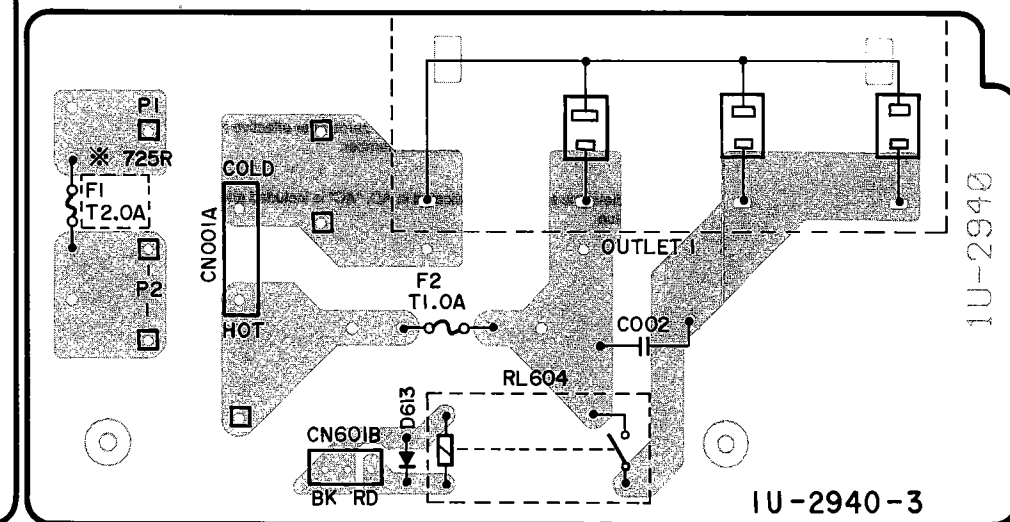 P1
※ 725R
F1
T2.0A
COLD
CN001A
P2
HOT
OUTLET 1
F2
T1.0A
C002
RL604
D613
CN601B
BK RD
1U-2940
1U-2940-3